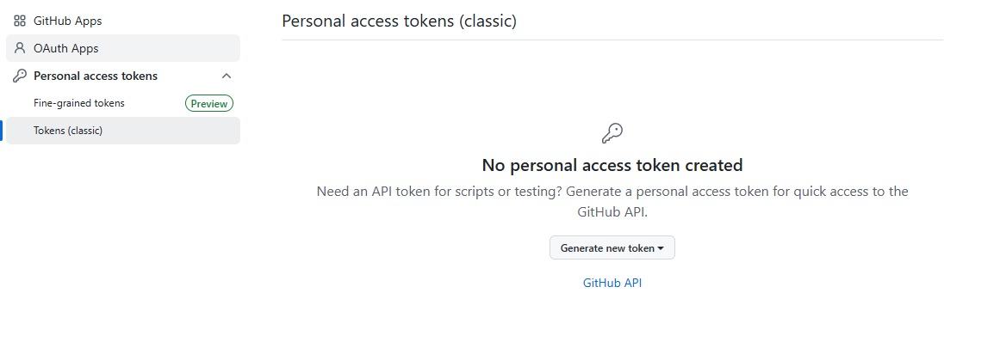 GitHub Apps
OAuth Apps
Personal access tokens
Fine-grained tokens
Preview
Tokens (classic)
Personal access tokens (classic)
No personal access token created
Need an API token for scripts or testing? Generate a personal access token for quick access to the
GitHub API.
Generate new token
GitHub API